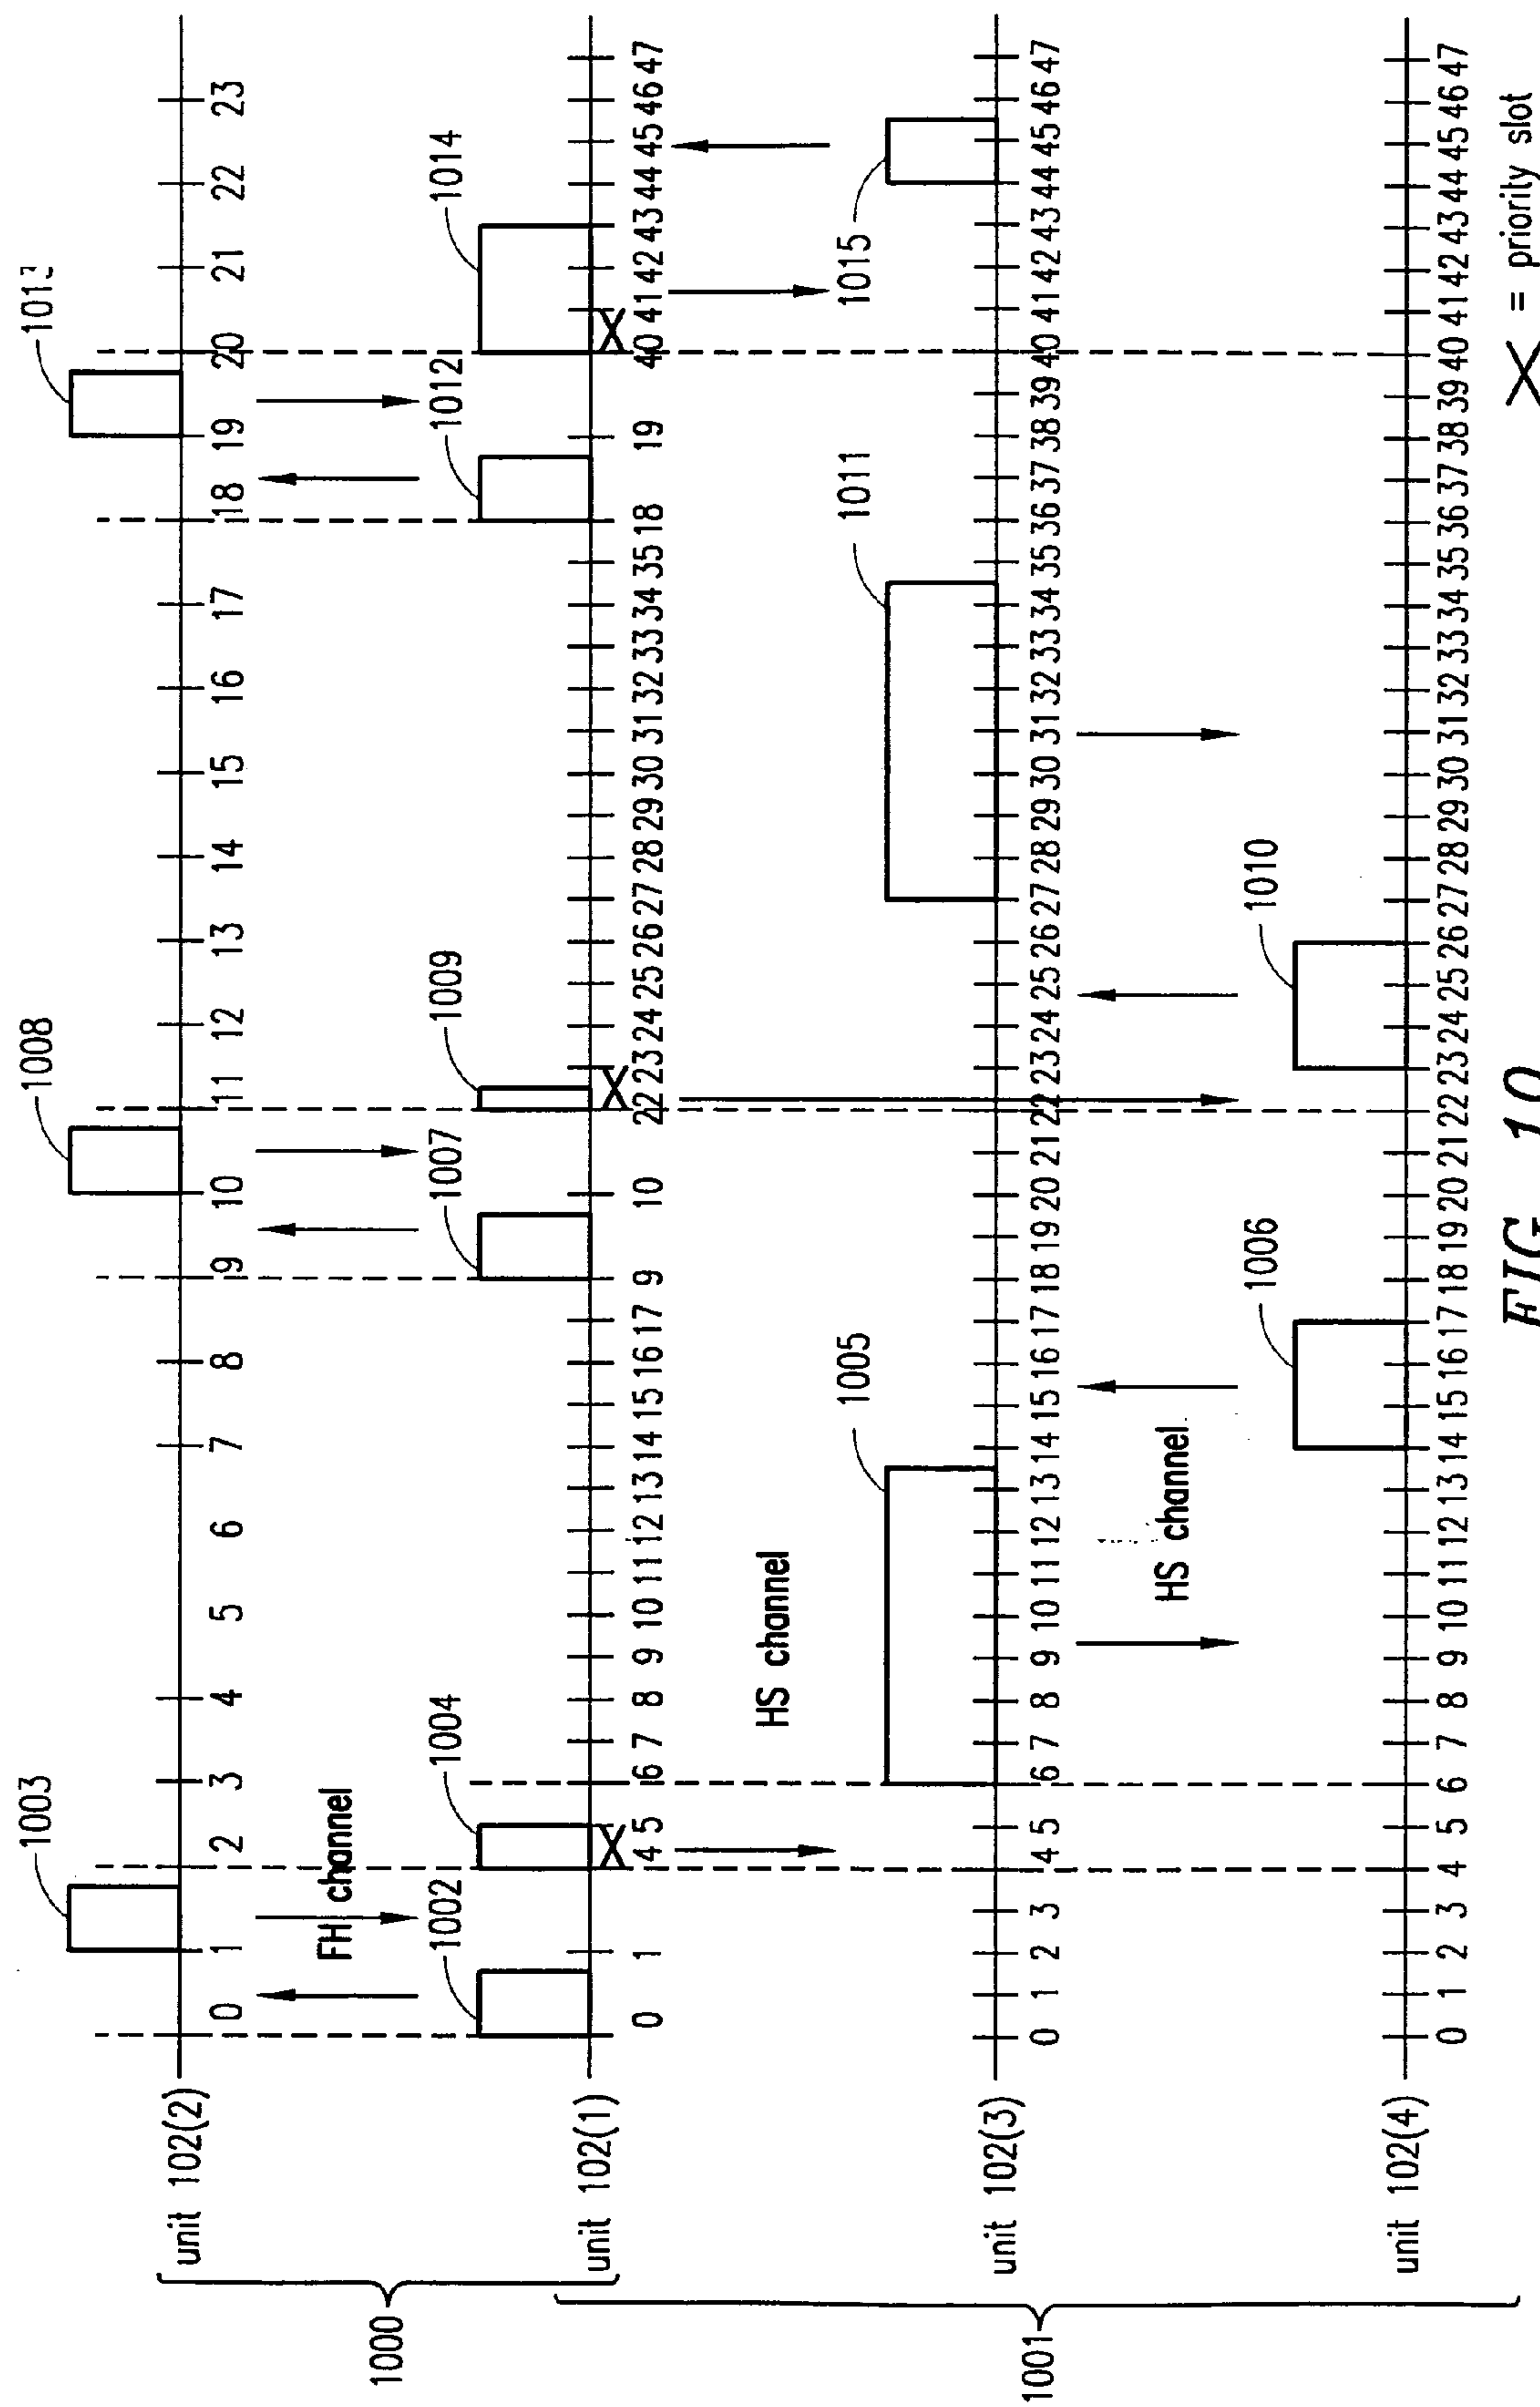 1003 1008
unit 102(2)
0 1 2 3 4 5 6 7 8 9 10 11 12 13 14 15 16 17 18 19 20 21 22 23
1000
FH channel
1002 1004 1007 1009 1012 1014
unit 102(1)
X X X
0 1 4 5 6 7 8 9 10 11 12 13 14 15 16 17 9 10 22 23 24 25 26 27 28 29 30 31 32 33 34 35 18 19 40 41 42 43 44 45 46 47
HS channel
1005 1011 1015
unit 102(3)
0 1 2 3 4 5 6 7 8 9 10 11 12 13 14 15 16 17 18 19 20 21 22 23 24 25 26 27 28 29 30 31 32 33 34 35 36 37 38 39 40 41 42 43 44 45 46 47
1001
HS channel
1006 1010
unit 102(4)
0 1 2 3 4 5 6 7 8 9 10 11 12 13 14 15 16 17 18 19 20 21 22 23 24 25 26 27 28 29 30 31 32 33 34 35 36 37 38 39 40 41 42 43 44 45 46 47
X = priority slot
FIG. 10